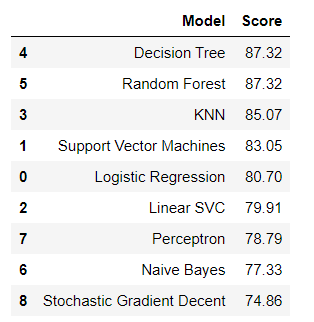 Model Score
4 Decision Tree 87.32
5 Random Forest 87.32
3 KNN 85.07
1 Support Vector Machines 83.05
0 Logistic Regression 80.70
2 Linear SVC 79.91
7 Perceptron 78.79
6 Naive Bayes 77.33
8 Stochastic Gradient Decent 74.86